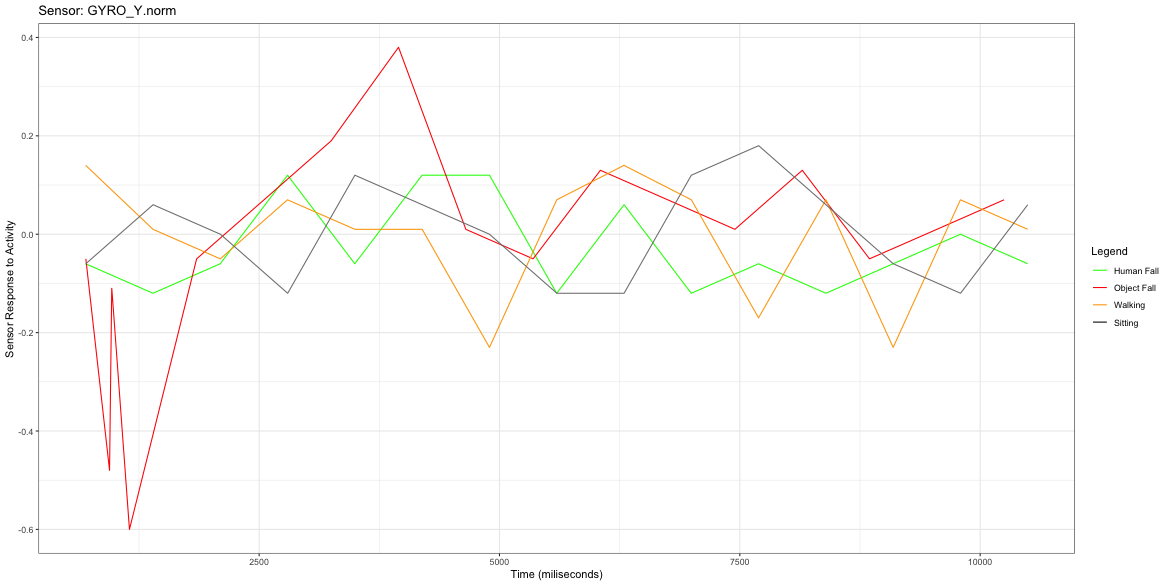 Sensor: GYRO_Y.norm
Sensor Response to Activity
0.4
0.2
0.0
-0.2
-0.4
-0.6
2500 5000 7500 10000
Time (miliseconds)
Legend
Human Fall
Object Fall
Walking
Sitting